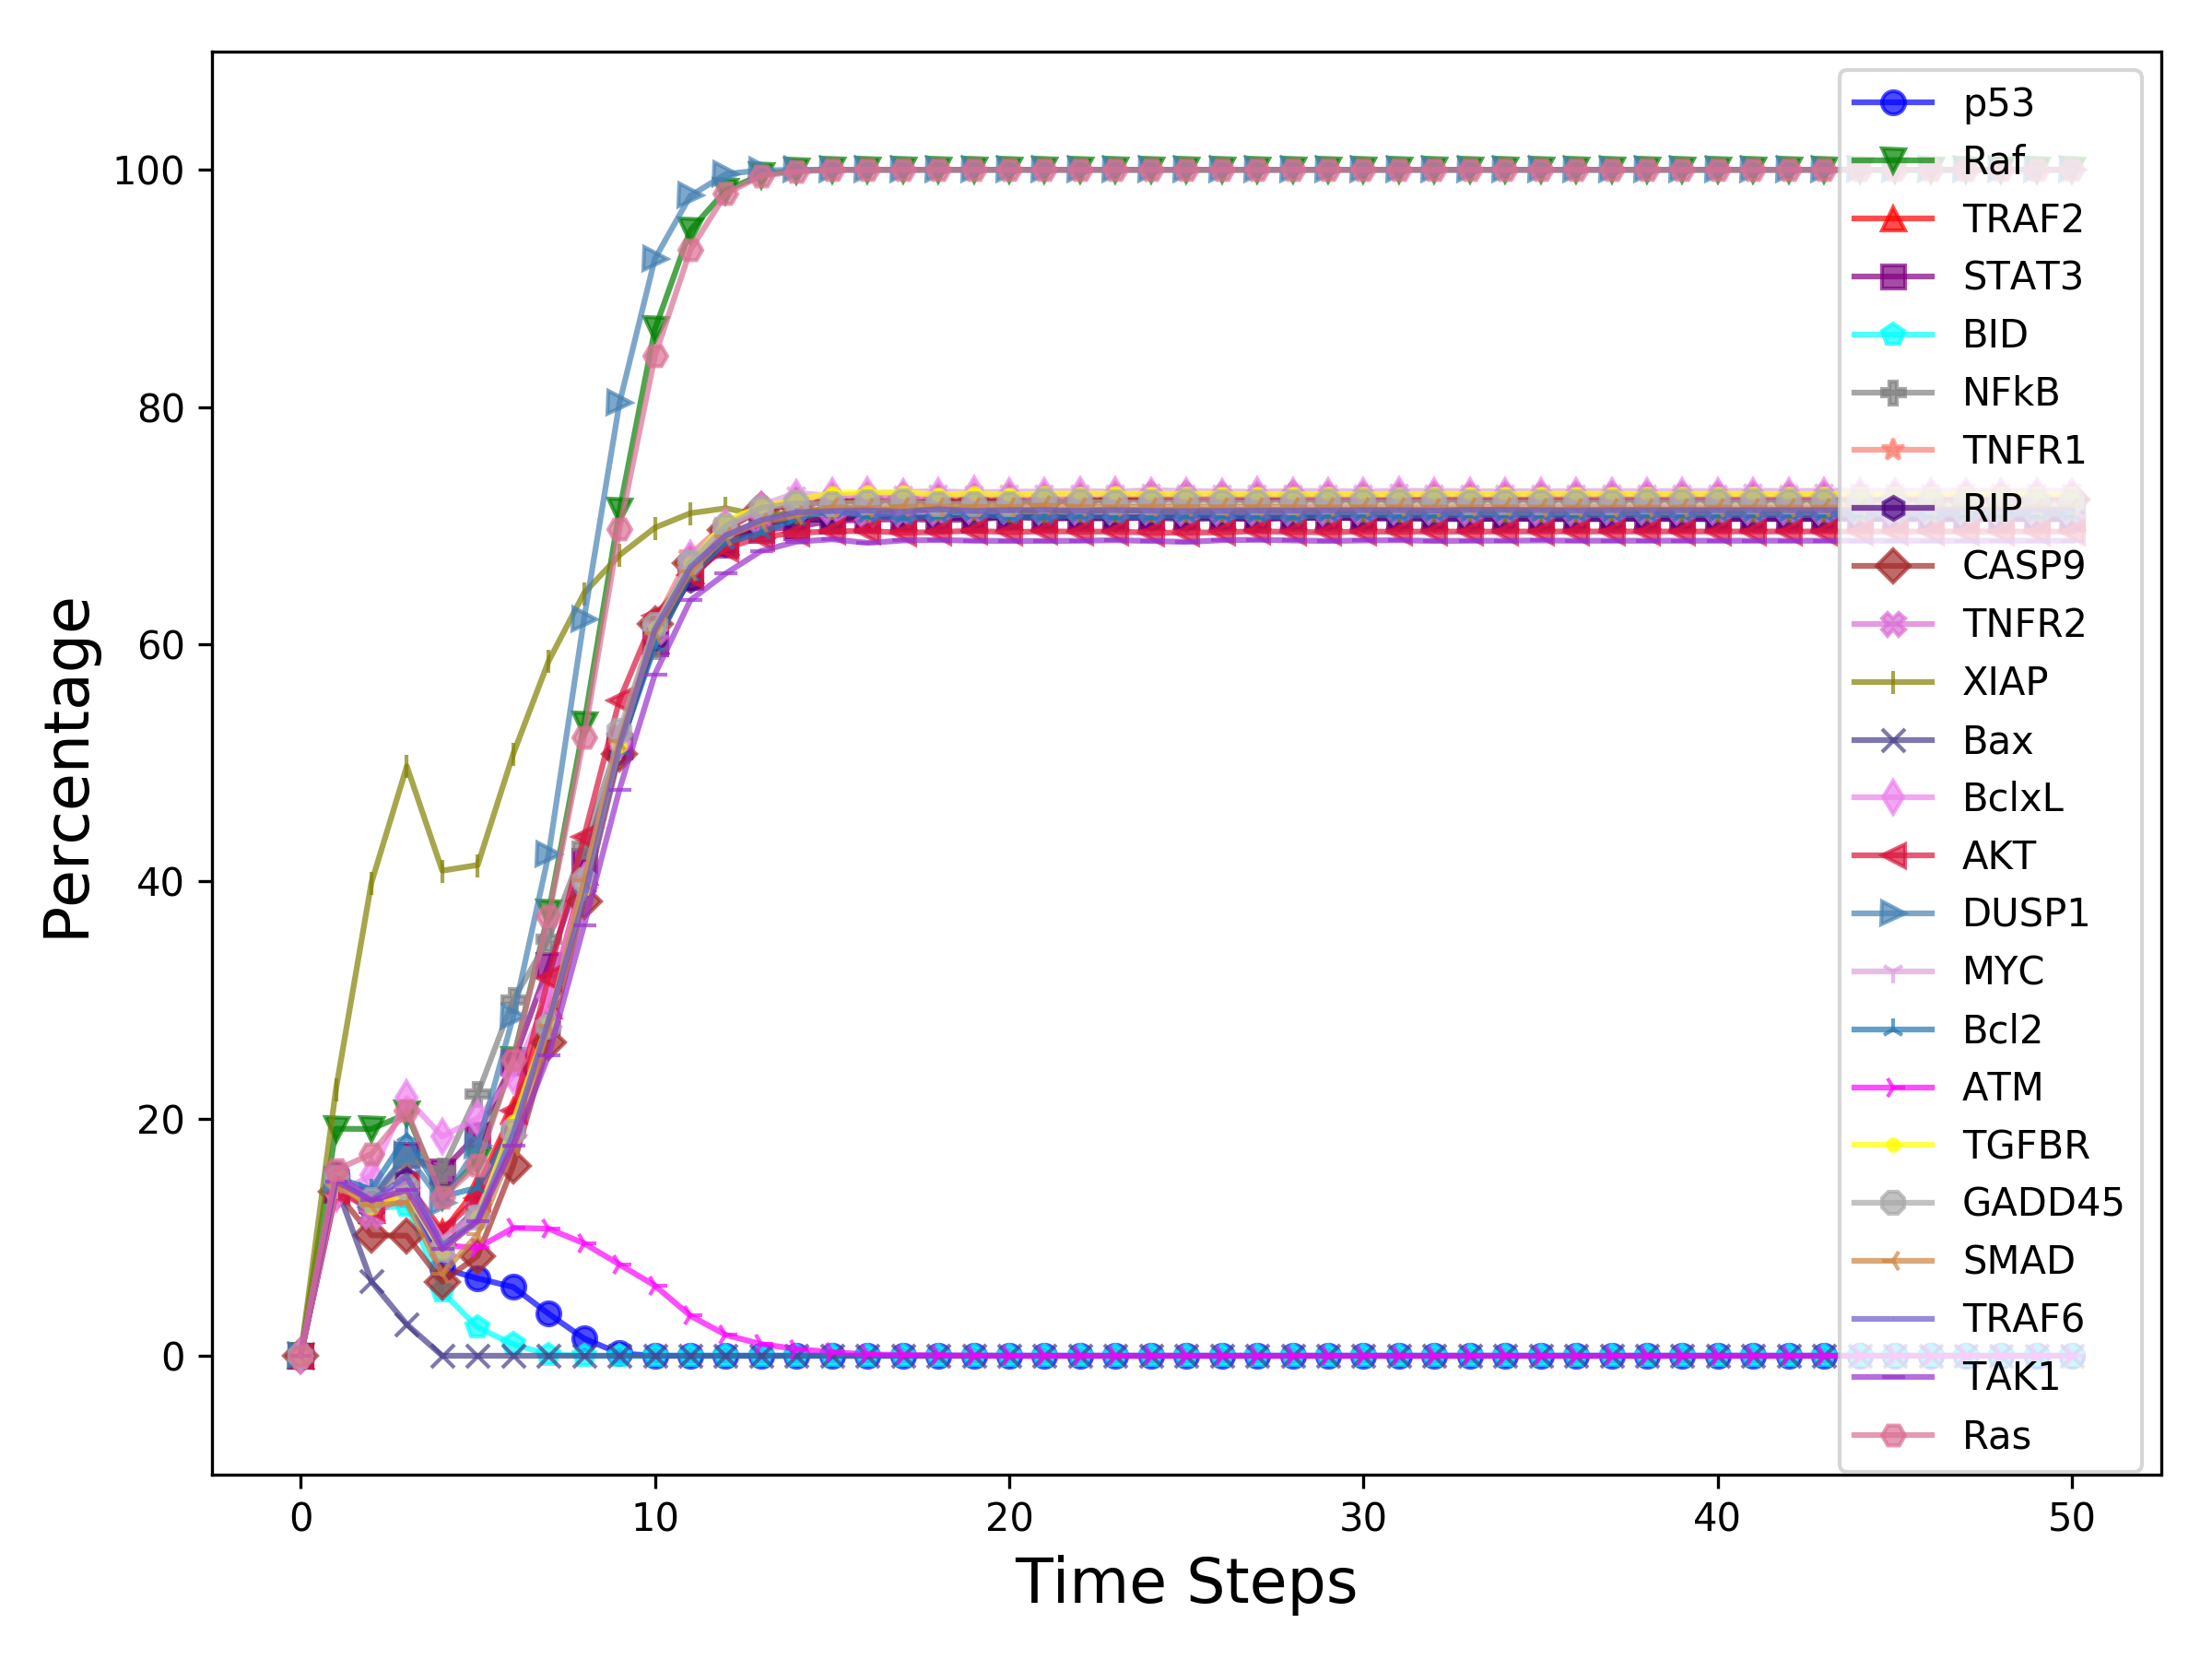 Percentage
100
80
60
40
20
0
0 10 20 30 40 50
Time Steps
p53
Raf
TRAF2
STAT3
BID
NFkB
TNFR1
RIP
CASP9
TNFR2
XIAP
Bax
BclxL
AKT
DUSP1
MYC
Bcl2
ATM
TGFBR
GADD45
SMAD
TRAF6
TAK1
Ras